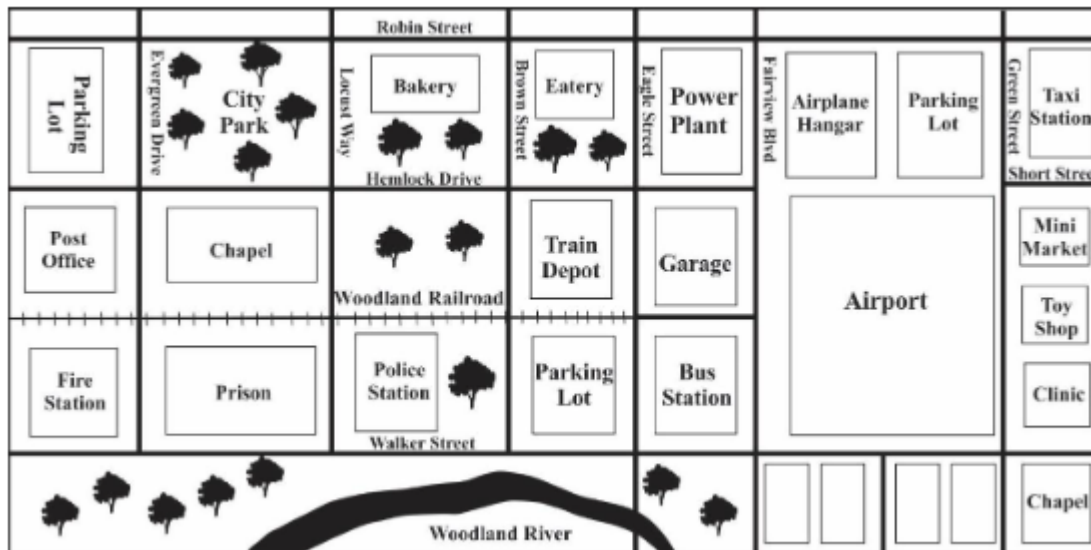 Robin Street
Parking
Lot
Evergreen Drive
City
Park
Locust Way
Bakery
Hemlock Drive
Brown Street
Eatery
Eagle Street
Power
Plant
Fairview Blvd
Airplane
Hangar
Parking
Lot
Green Street
Taxi
Station
Short Stree
Post
Office
Chapel
Woodland Railroad
Train
Depot
Garage
Airport
Mini
Market
Toy
Shop
Fire
Station
Prison
Police
Station
Walker Street
Parking
Lot
Bus
Station
Clinic
Woodland River
Chapel